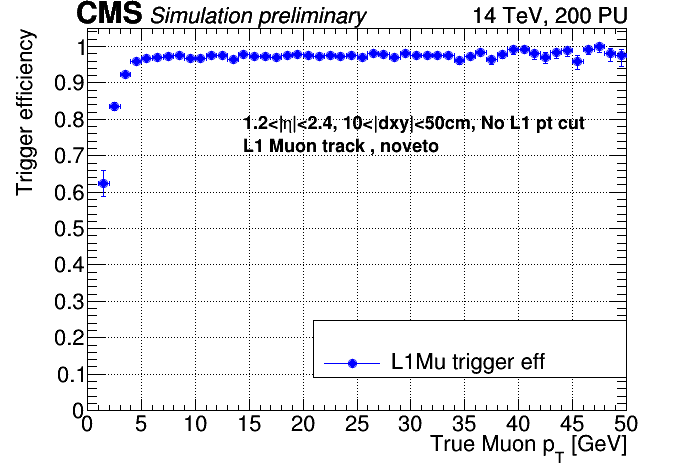 CMS Simulation preliminary 14 TeV, 200 PU
Trigger efficiency
1
0.9
0.8
0.7
0.6
0.5
0.4
0.3
0.2
0.1
0
1.2<|η|<2.4, 10<|dxy|<50cm, No L1 pt cut
L1 Muon track , noveto
L1Mu trigger eff
0 5 10 15 20 25 30 35 40 45 50
True Muon p_T [GeV]